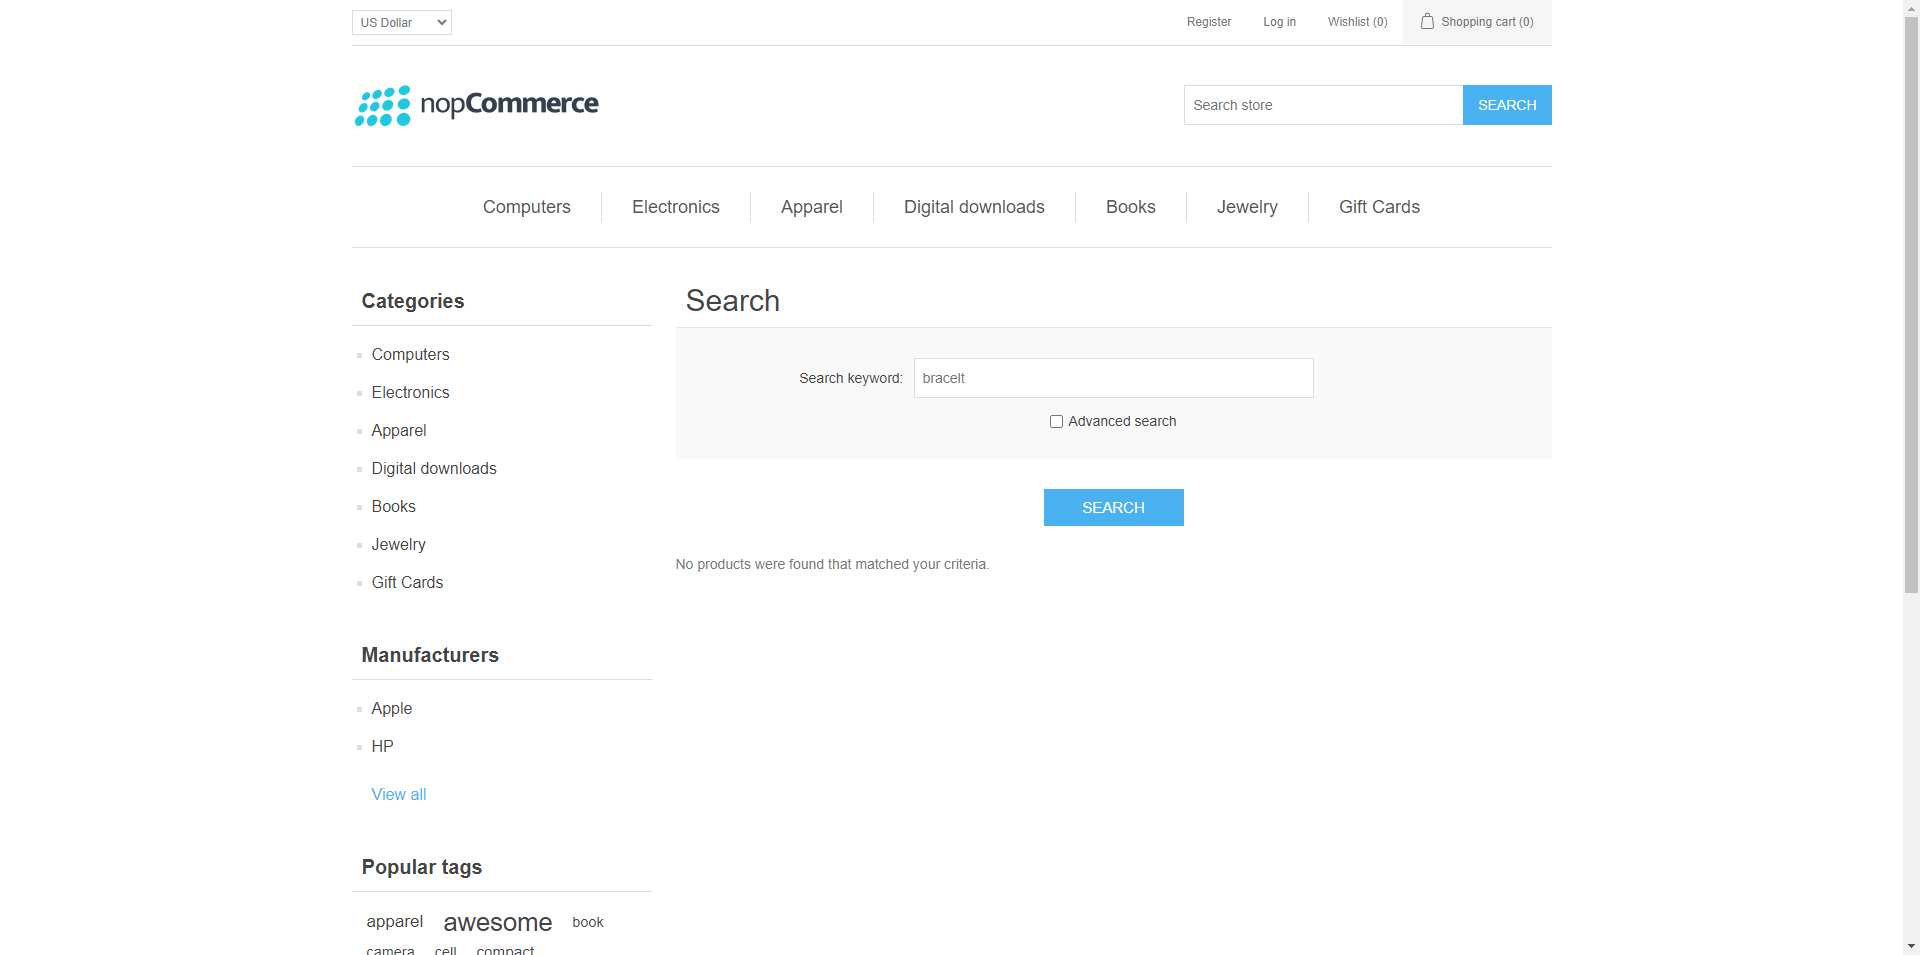 US Dollar
Register
Log in
Wishlist (0)
Shopping cart (0)
nopCommerce
Search store
SEARCH
Computers
Electronics
Apparel
Digital downloads
Books
Jewelry
Gift Cards
Categories
Computers
Electronics
Apparel
Digital downloads
Books
Jewelry
Gift Cards
Manufacturers
Apple
HP
View all
Popular tags
apparel awesome book
camera cell compact
Search
Search keyword: bracelt
Advanced search
SEARCH
No products were found that matched your criteria.